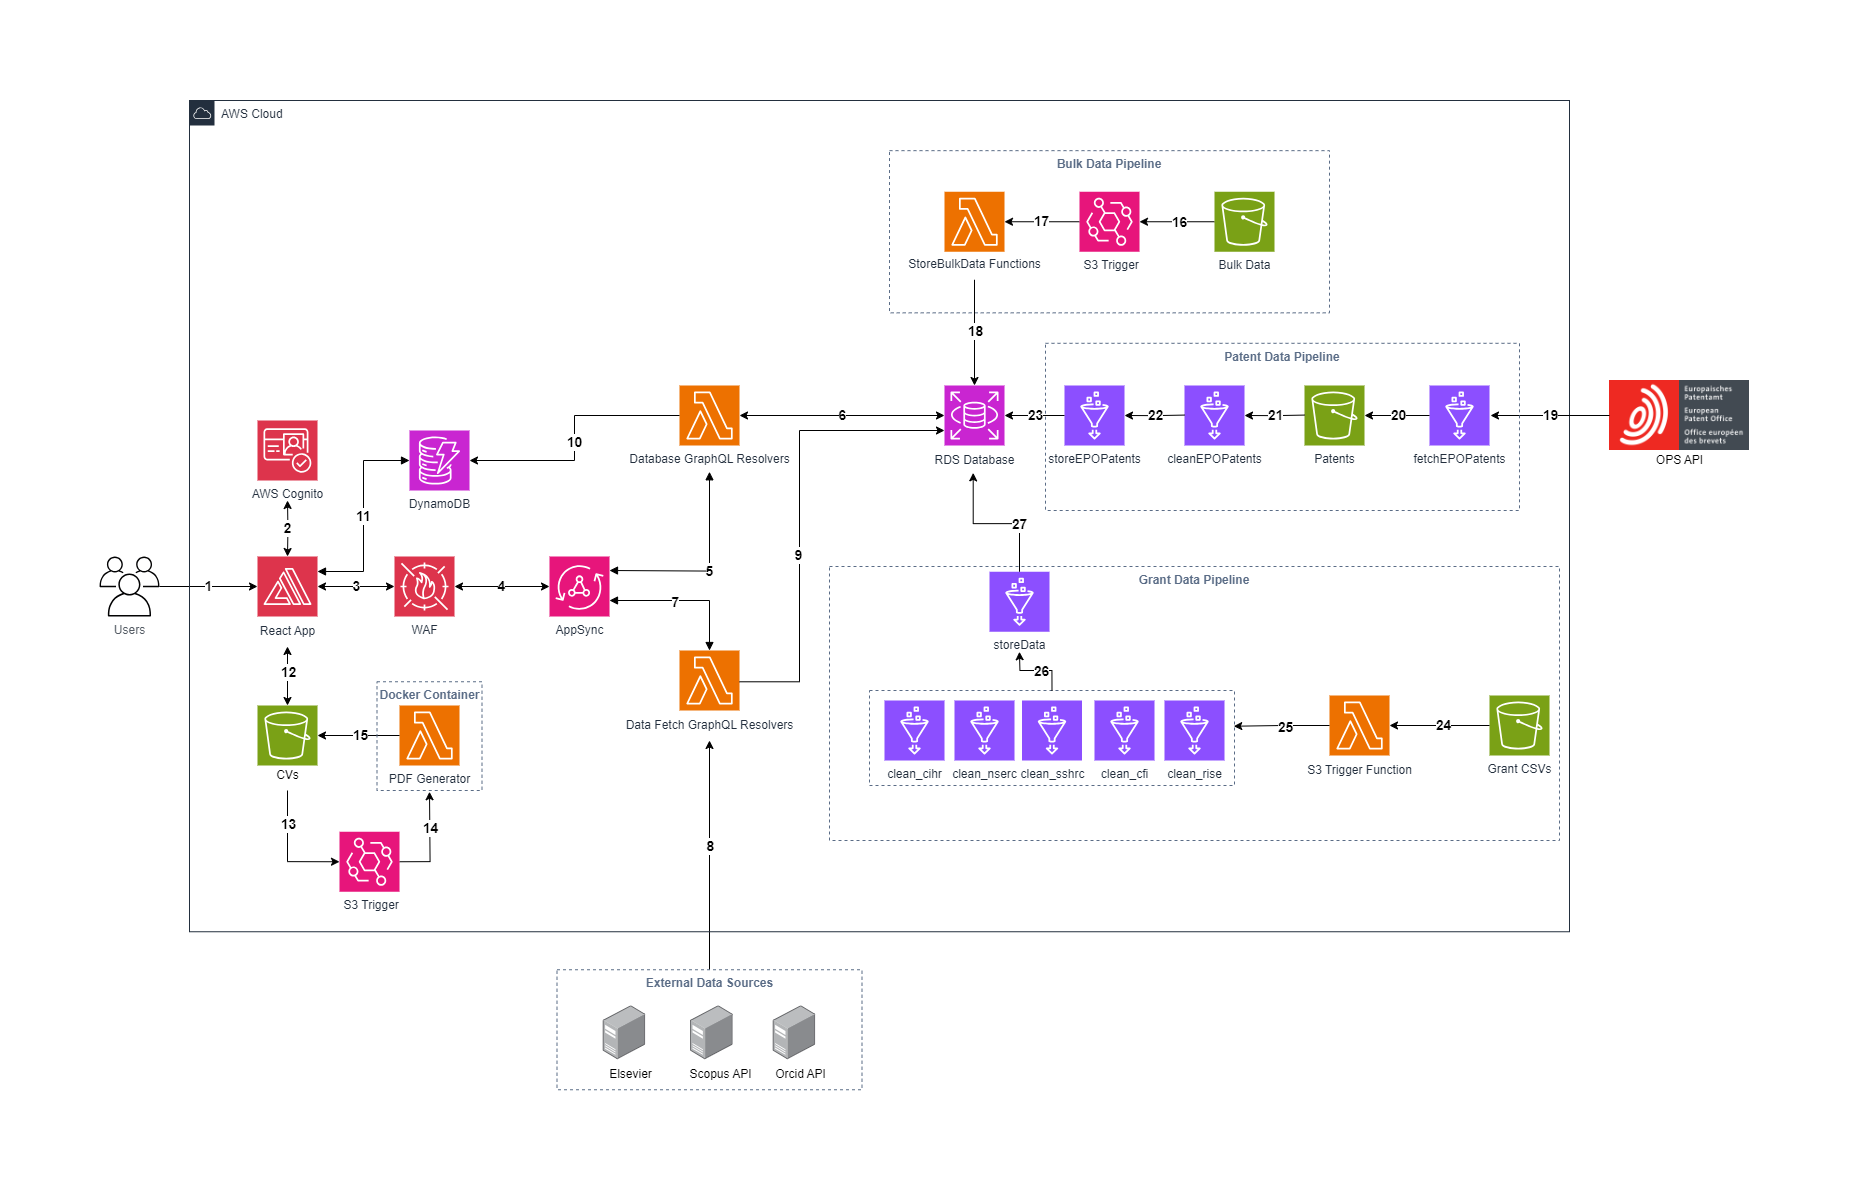 AWS Cloud
Bulk Data Pipeline
17
16
StoreBulkData Functions
S3 Trigger
Bulk Data
18
Patent Data Pipeline
Europäisches
Patentamt
European
Patent Office
Office européen
des brevets
6
23
22
21
20
19
10
Database GraphQL Resolvers
RDS Database
storeEPOPatents
cleanEPOPatents
Patents
fetchEPOPatents
OPS API
AWS Cognito
DynamoDB
2
11
27
9
5
1
3
4
7
Grant Data Pipeline
Users
React App
WAF
AppSync
storeData
12
26
Docker Container
Data Fetch GraphQL Resolvers
15
25
24
CVs
PDF Generator
clean_cihr
clean_nserc
clean_sshrc
clean_cfi
clean_rise
S3 Trigger Function
Grant CSVs
13
14
8
S3 Trigger
External Data Sources
Elsevier
Scopus API
Orcid API